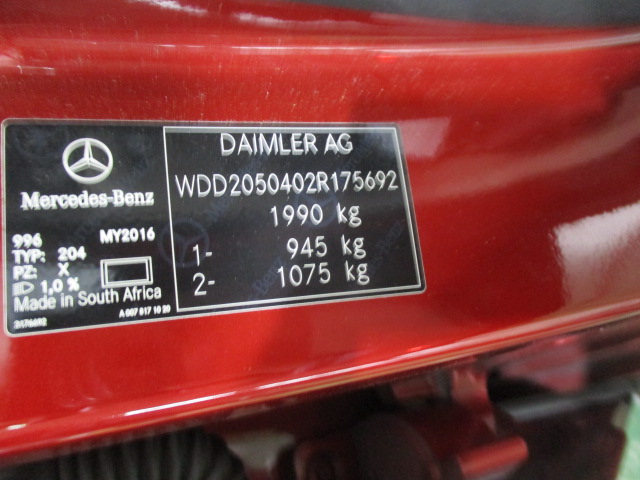 Mercedes-Benz
996 MY2016
TYP: 204
PZ: X
1,0 %
Made in South Africa
DAIMLER AG
WDD2050402R175692
1990 kg
1- 945 kg
2- 1075 kg